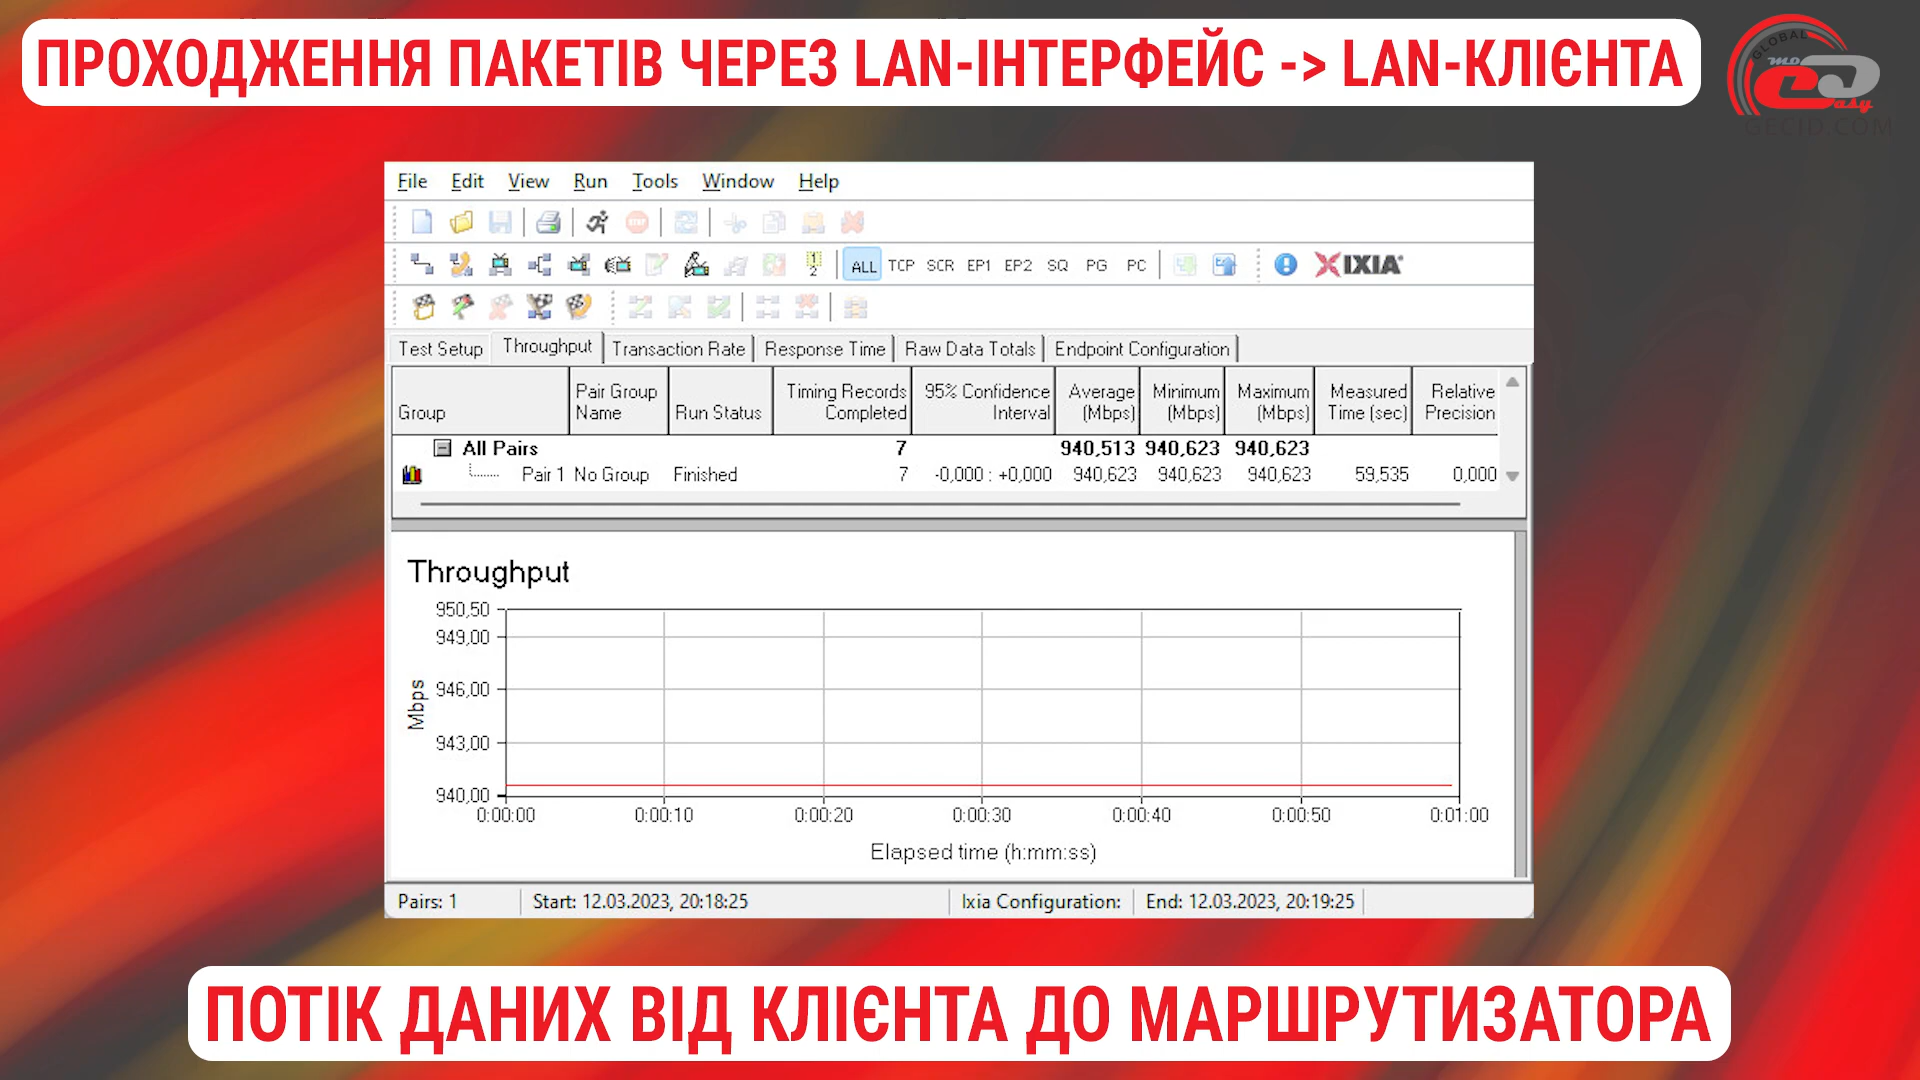 ПРОХОДЖЕННЯ ПАКЕТІВ ЧЕРЕЗ LAN-ІНТЕРФЕЙС -> LAN-КЛІЄНТА
GLOBAL
MO
Easy
GECID.COM
File Edit View Run Tools Window Help
ALL TCP SCR EP1 EP2 SQ PG PC IXIA
Test Setup Throughput Transaction Rate Response Time Raw Data Totals Endpoint Configuration
Group Pair Group Name Run Status Timing Records Completed 95% Confidence Interval Average (Mbps) Minimum (Mbps) Maximum (Mbps) Measured Time (sec) Relative Precision
All Pairs 7 940,513 940,623 940,623
Pair 1 No Group Finished 7 -0,000 : +0,000 940,623 940,623 940,623 59,535 0,000
Throughput
950,50
949,00
946,00
943,00
940,00
Mbps
0:00:00 0:00:10 0:00:20 0:00:30 0:00:40 0:00:50 0:01:00
Elapsed time (h:mm:ss)
Pairs: 1 Start: 12.03.2023, 20:18:25 Ixia Configuration: End: 12.03.2023, 20:19:25
ПОТІК ДАНИХ ВІД КЛІЄНТА ДО МАРШРУТИЗАТОРА